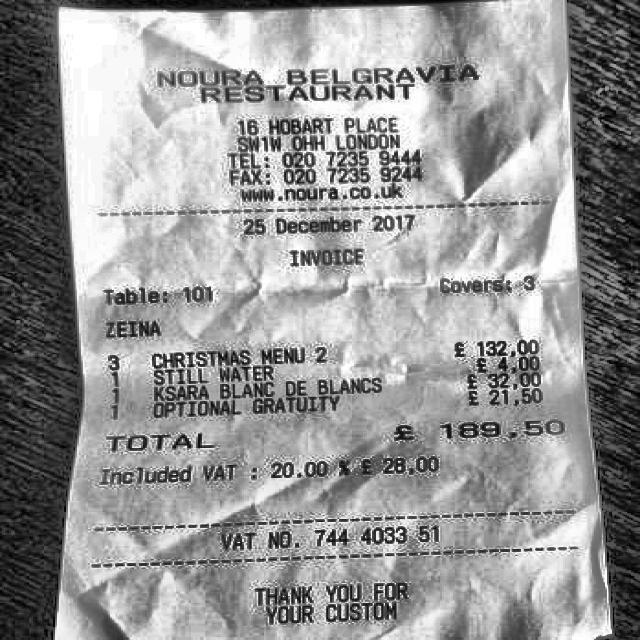 NOURA BELGRAVIA
RESTAURANT
16 HOBART PLACE
SW1W OHH LONDON
TEL: 020 7235 9444
FAX: 020 7235 9244
www.noura.co.uk
25 December 2017
INVOICE
Table: 101 Covers: 3
ZEINA
3 CHRISTMAS MENU 2 £ 132.00
1 STILL WATER £ 4.00
1 KSARA BLANC DE BLANCS £ 32.00
1 OPTIONAL GRATUITY £ 21.50
TOTAL £ 189.50
Included VAT : 20.00 % £ 28.00
VAT NO. 744 4033 51
THANK YOU FOR
YOUR CUSTOM